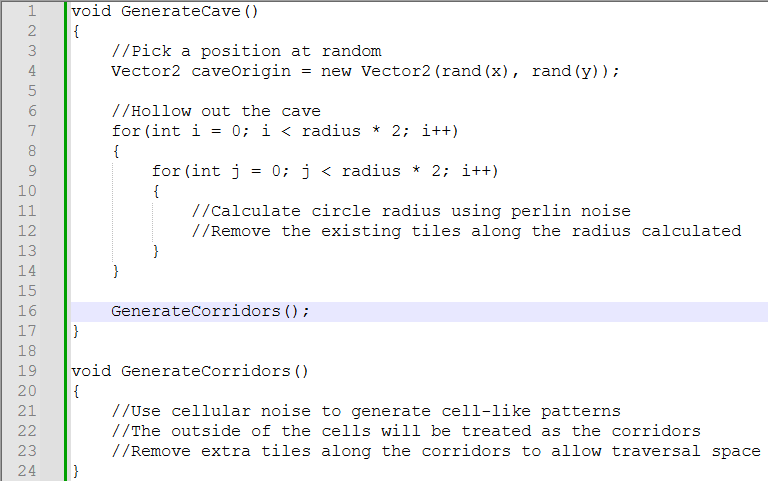 1 void GenerateCave()
2 {
3 //Pick a position at random
4 Vector2 caveOrigin = new Vector2(rand(x), rand(y));
5
6 //Hollow out the cave
7 for(int i = 0; i < radius * 2; i++)
8 {
9 for(int j = 0; j < radius * 2; i++)
10 {
11 //Calculate circle radius using perlin noise
12 //Remove the existing tiles along the radius calculated
13 }
14 }
15
16 GenerateCorridors();
17 }
18
19 void GenerateCorridors()
20 {
21 //Use cellular noise to generate cell-like patterns
22 //The outside of the cells will be treated as the corridors
23 //Remove extra tiles along the corridors to allow traversal space
24 }